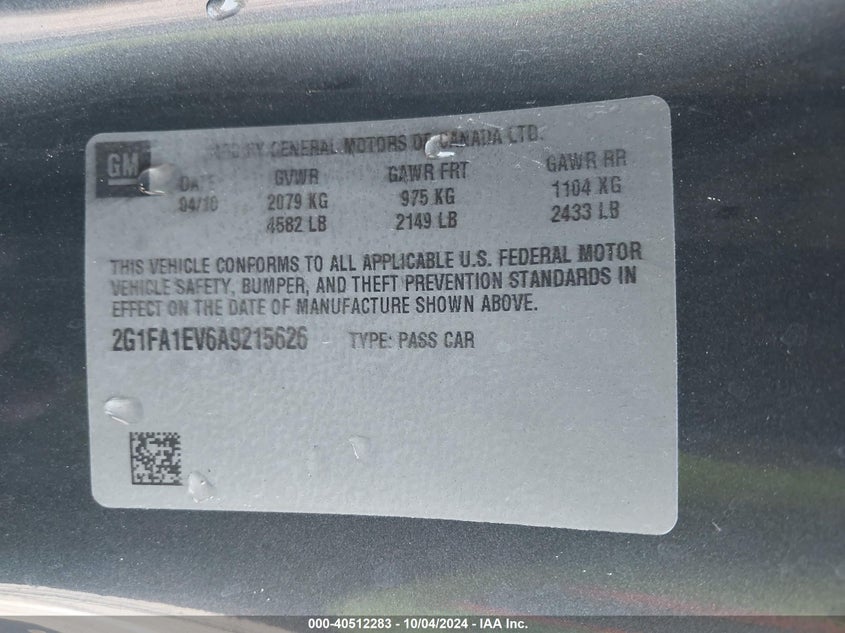 GM
MFD BY GENERAL MOTORS OF CANADA LTD.
DATE GVWR GAWR FRT GAWR RR
04/10 2079 KG 975 KG 1104 KG
4582 LB 2149 LB 2433 LB
THIS VEHICLE CONFORMS TO ALL APPLICABLE U.S. FEDERAL MOTOR
VEHICLE SAFETY, BUMPER, AND THEFT PREVENTION STANDARDS IN
EFFECT ON THE DATE OF MANUFACTURE SHOWN ABOVE.
2G1FA1EV6A9215626 TYPE: PASS CAR
000-40512283 - 10/04/2024 - IAA Inc.